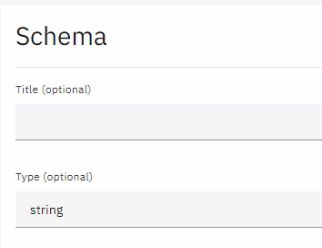 Schema
Title (optional)
Type (optional)
string